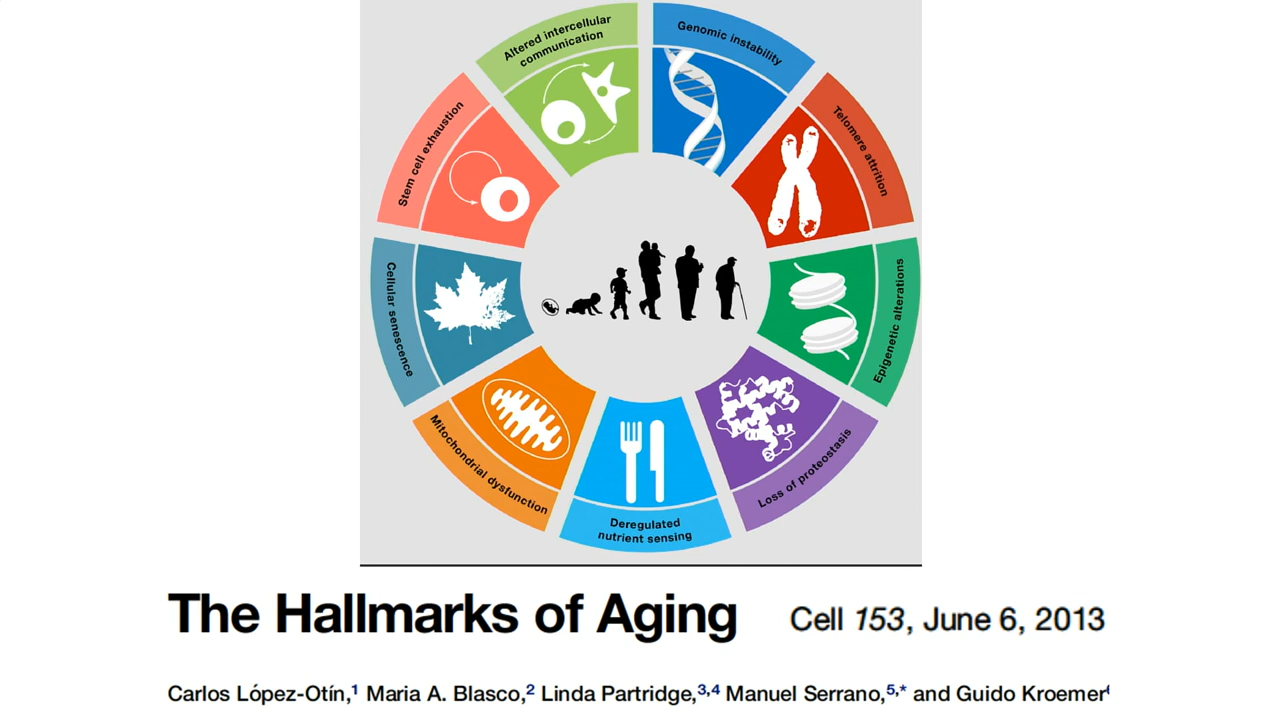 Altered intercellular
communication
Genomic instability
Telomere attrition
Epigenetic alterations
Loss of proteostasis
Deregulated
nutrient sensing
Mitochondrial dysfunction
Cellular senescence
Stem cell exhaustion
The Hallmarks of Aging Cell 153, June 6, 2013
Carlos López-Otín,1 Maria A. Blasco,2 Linda Partridge,3,4 Manuel Serrano,5,* and Guido Kroemer